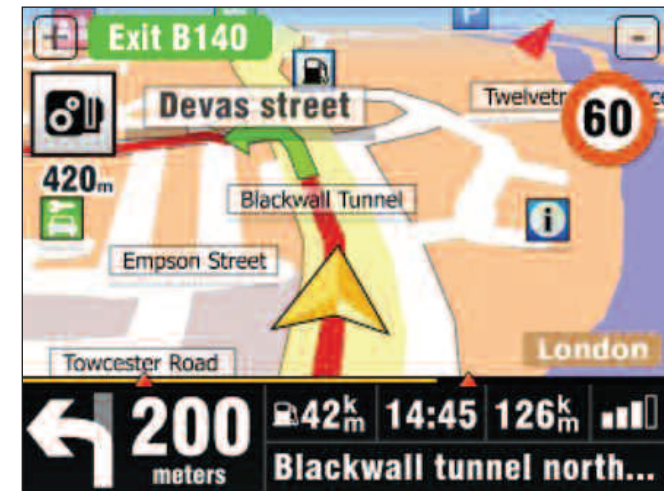 +
Exit B140
P
-
Devas street
Twelvetr
ce
60
420m
Blackwall Tunnel
i
Empson Street
London
Towcester Road
200
meters
42km
14:45
126km
Blackwall tunnel north...